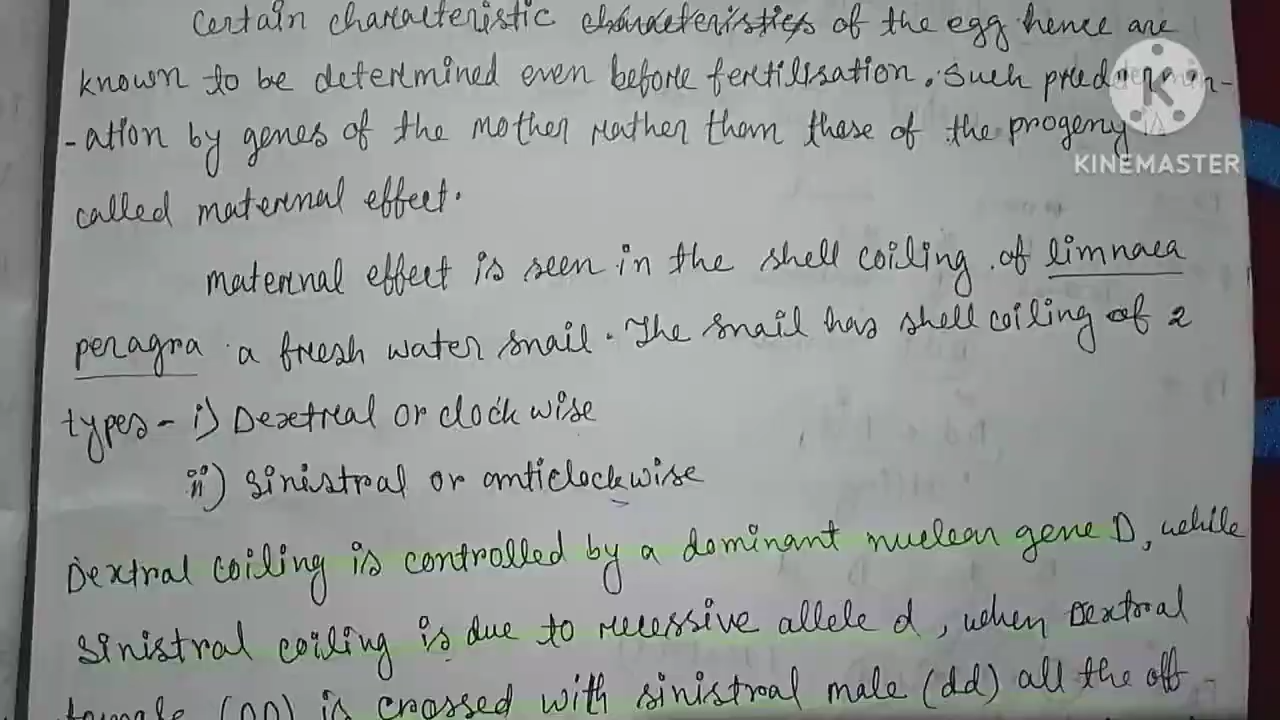 Certain characteristic characteristics of the egg hence are
known to be determined even before fertilisation. Such predetermin-
-ation by genes of the mother rather than these of the progeny is
called maternal effect.
maternal effect is seen in the shell coiling of limnaea
peragra a fresh water snail. The snail has shell coiling of 2
types - i) Dextral or clockwise
ii) Sinistral or anticlockwise
Dextral coiling is controlled by a dominant nuclear gene D, while
sinistral coiling is due to recessive allele d, when Dextral
female (DD) is crossed with sinistral male (dd) all the off-
K
KINEMASTER